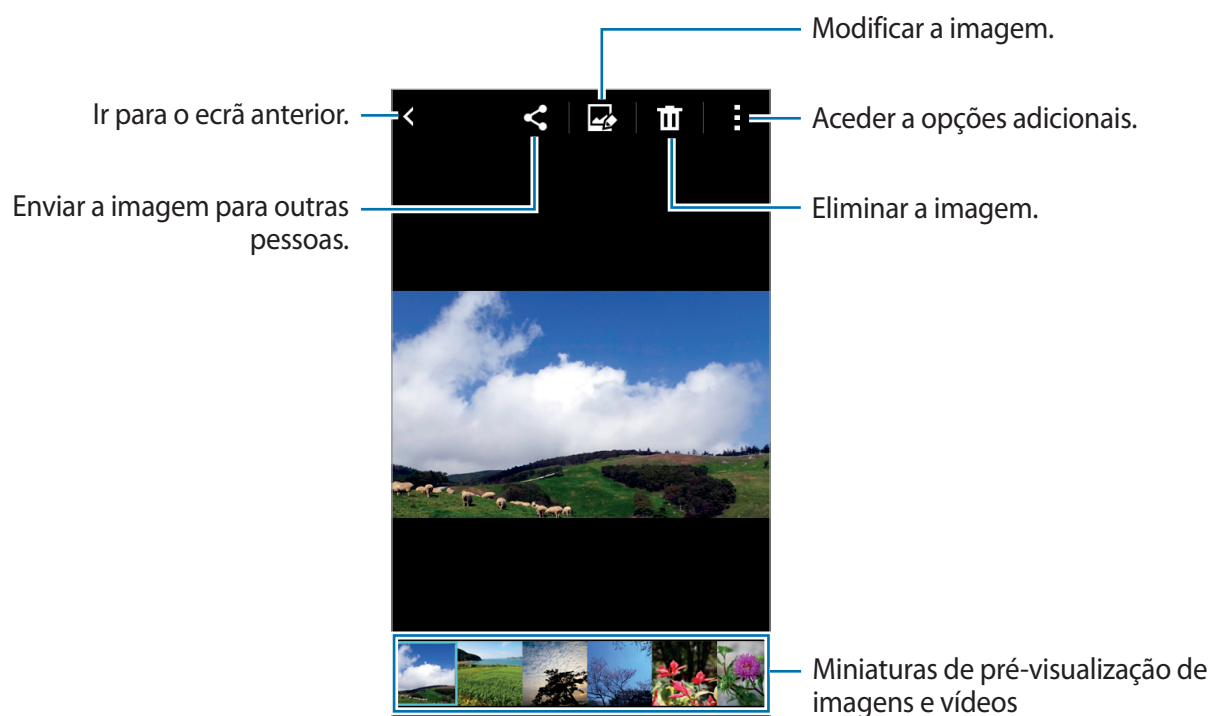 Modificar a imagem.
Ir para o ecrã anterior.
Aceder a opções adicionais.
Enviar a imagem para outras
pessoas.
Eliminar a imagem.
Miniaturas de pré-visualização de
imagens e vídeos